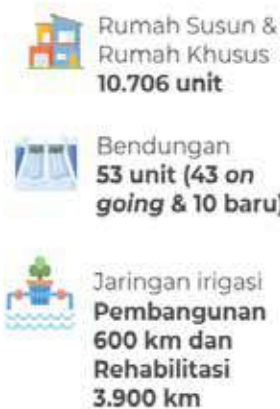 Rumah Susun &
Rumah Khusus
10.706 unit
Bendungan
53 unit (43 on
going & 10 baru)
Jaringan irigasi
Pembangunan
600 km dan
Rehabilitasi
3.900 km